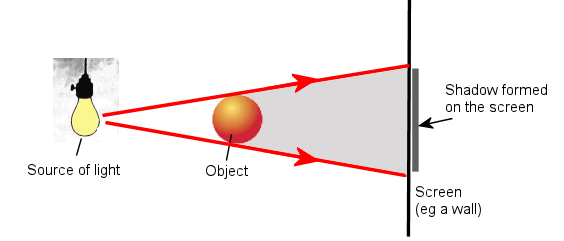 Shadow formed
on the screen
Source of light
Object
Screen
(eg a wall)